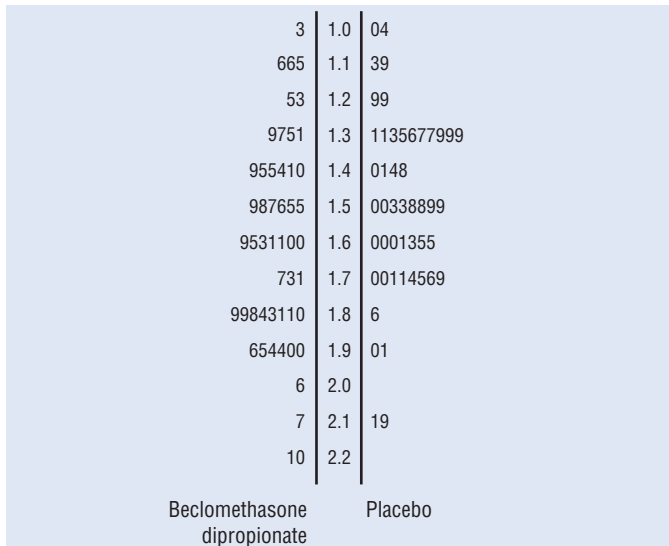 3 1.0 04
665 1.1 39
53 1.2 99
9751 1.3 1135677999
955410 1.4 0148
987655 1.5 00338899
9531100 1.6 0001355
731 1.7 00114569
99843110 1.8 6
654400 1.9 01
6 2.0
7 2.1 19
10 2.2
Beclomethasone Placebo
dipropionate